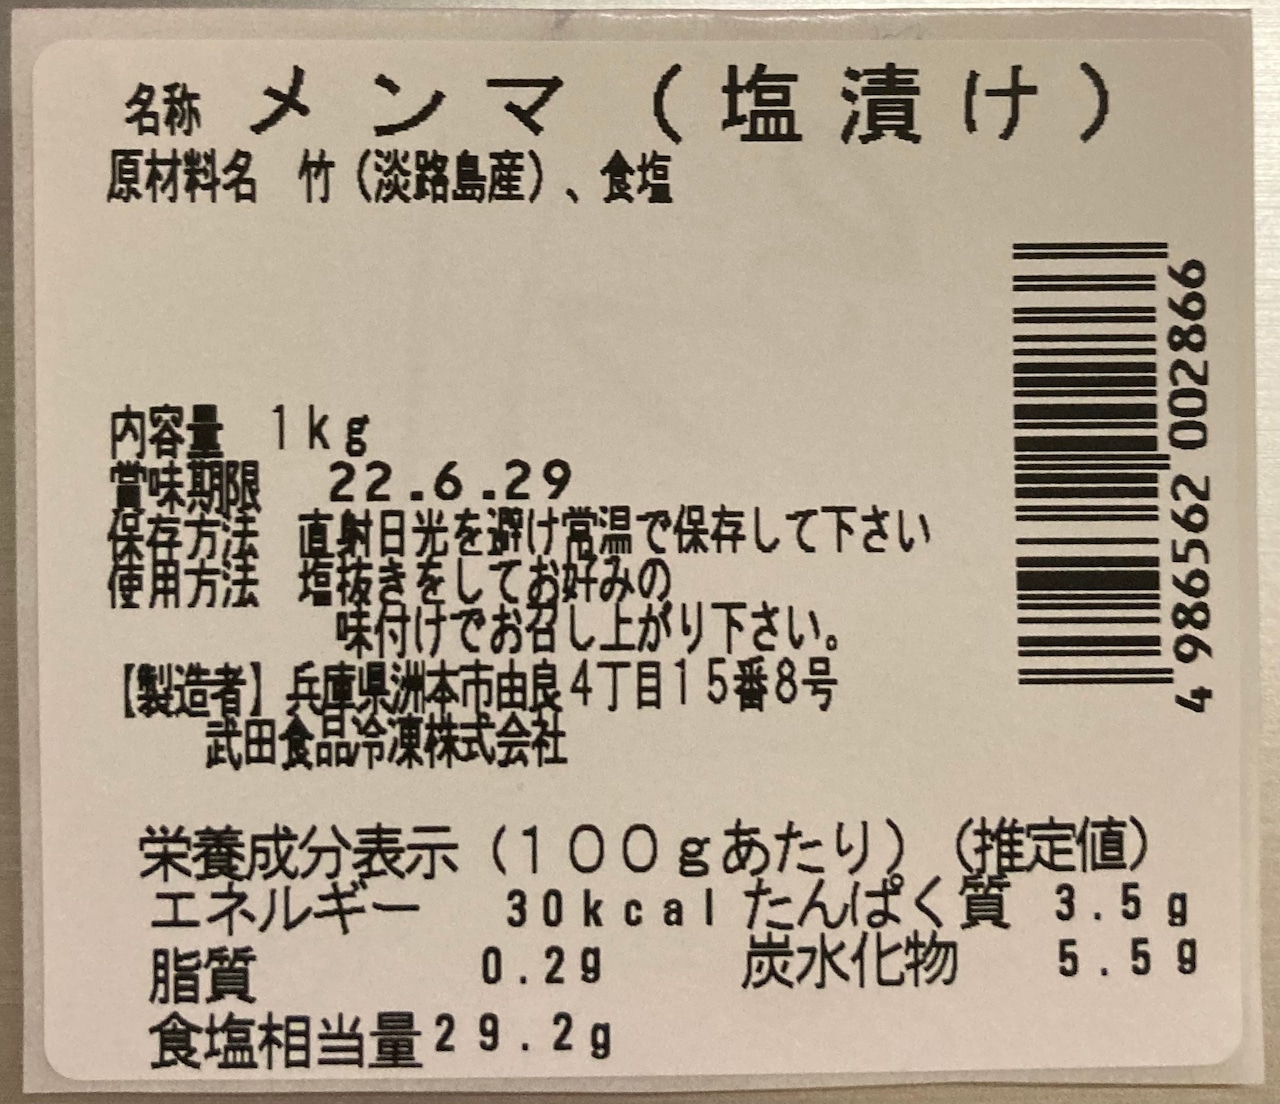 名称 メンマ（塩漬け）
原材料名 竹（淡路島産）、食塩
内容量 1kg
賞味期限 22.6.29
保存方法 直射日光を避け常温で保存して下さい
使用方法 塩抜きをしてお好みの
味付けでお召し上がり下さい。
【製造者】兵庫県洲本市由良4丁目15番8号
武田食品冷凍株式会社
栄養成分表示（100gあたり）（推定値）
エネルギー 30kcal たんぱく質 3.5g
脂質 0.2g 炭水化物 5.5g
食塩相当量29.2g
4 986562 002866